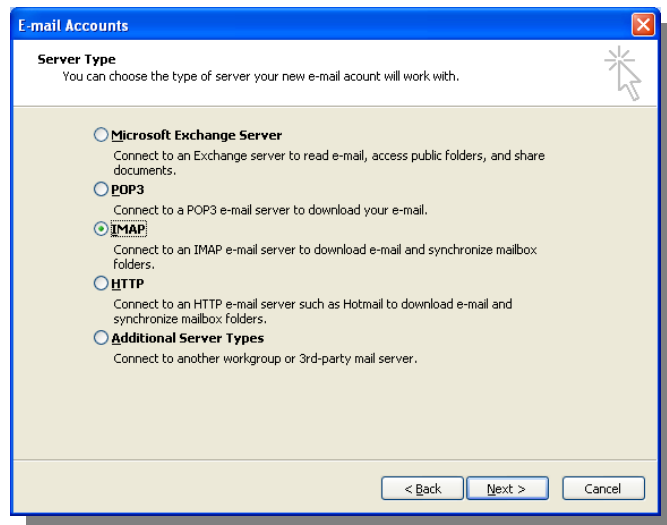 E-mail Accounts
Server Type
You can choose the type of server your new e-mail acount will work with.
Microsoft Exchange Server
Connect to an Exchange server to read e-mail, access public folders, and share
documents.
POP3
Connect to a POP3 e-mail server to download your e-mail.
IMAP
Connect to an IMAP e-mail server to download e-mail and synchronize mailbox
folders.
HTTP
Connect to an HTTP e-mail server such as Hotmail to download e-mail and
synchronize mailbox folders.
Additional Server Types
Connect to another workgroup or 3rd-party mail server.
< Back Next > Cancel